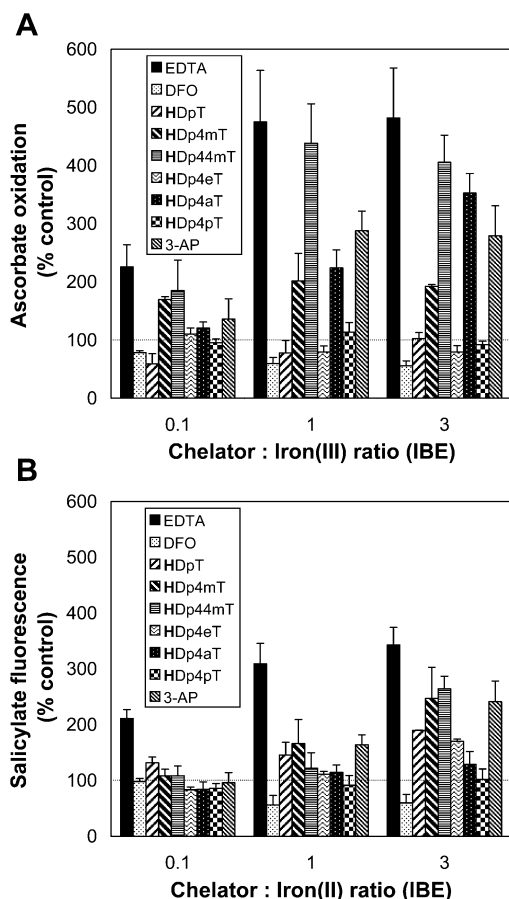 A
600
500
400
300
200
100
0
Ascorbate oxidation
(% control)
EDTA
DFO
HDpT
HDp4mT
HDp44mT
HDp4eT
HDp4aT
HDp4pT
3-AP
0.1 1 3
Chelator : Iron(III) ratio (IBE)
B
600
500
400
300
200
100
0
Salicylate fluorescence
(% control)
EDTA
DFO
HDpT
HDp4mT
HDp44mT
HDp4eT
HDp4aT
HDp4pT
3-AP
0.1 1 3
Chelator : Iron(II) ratio (IBE)